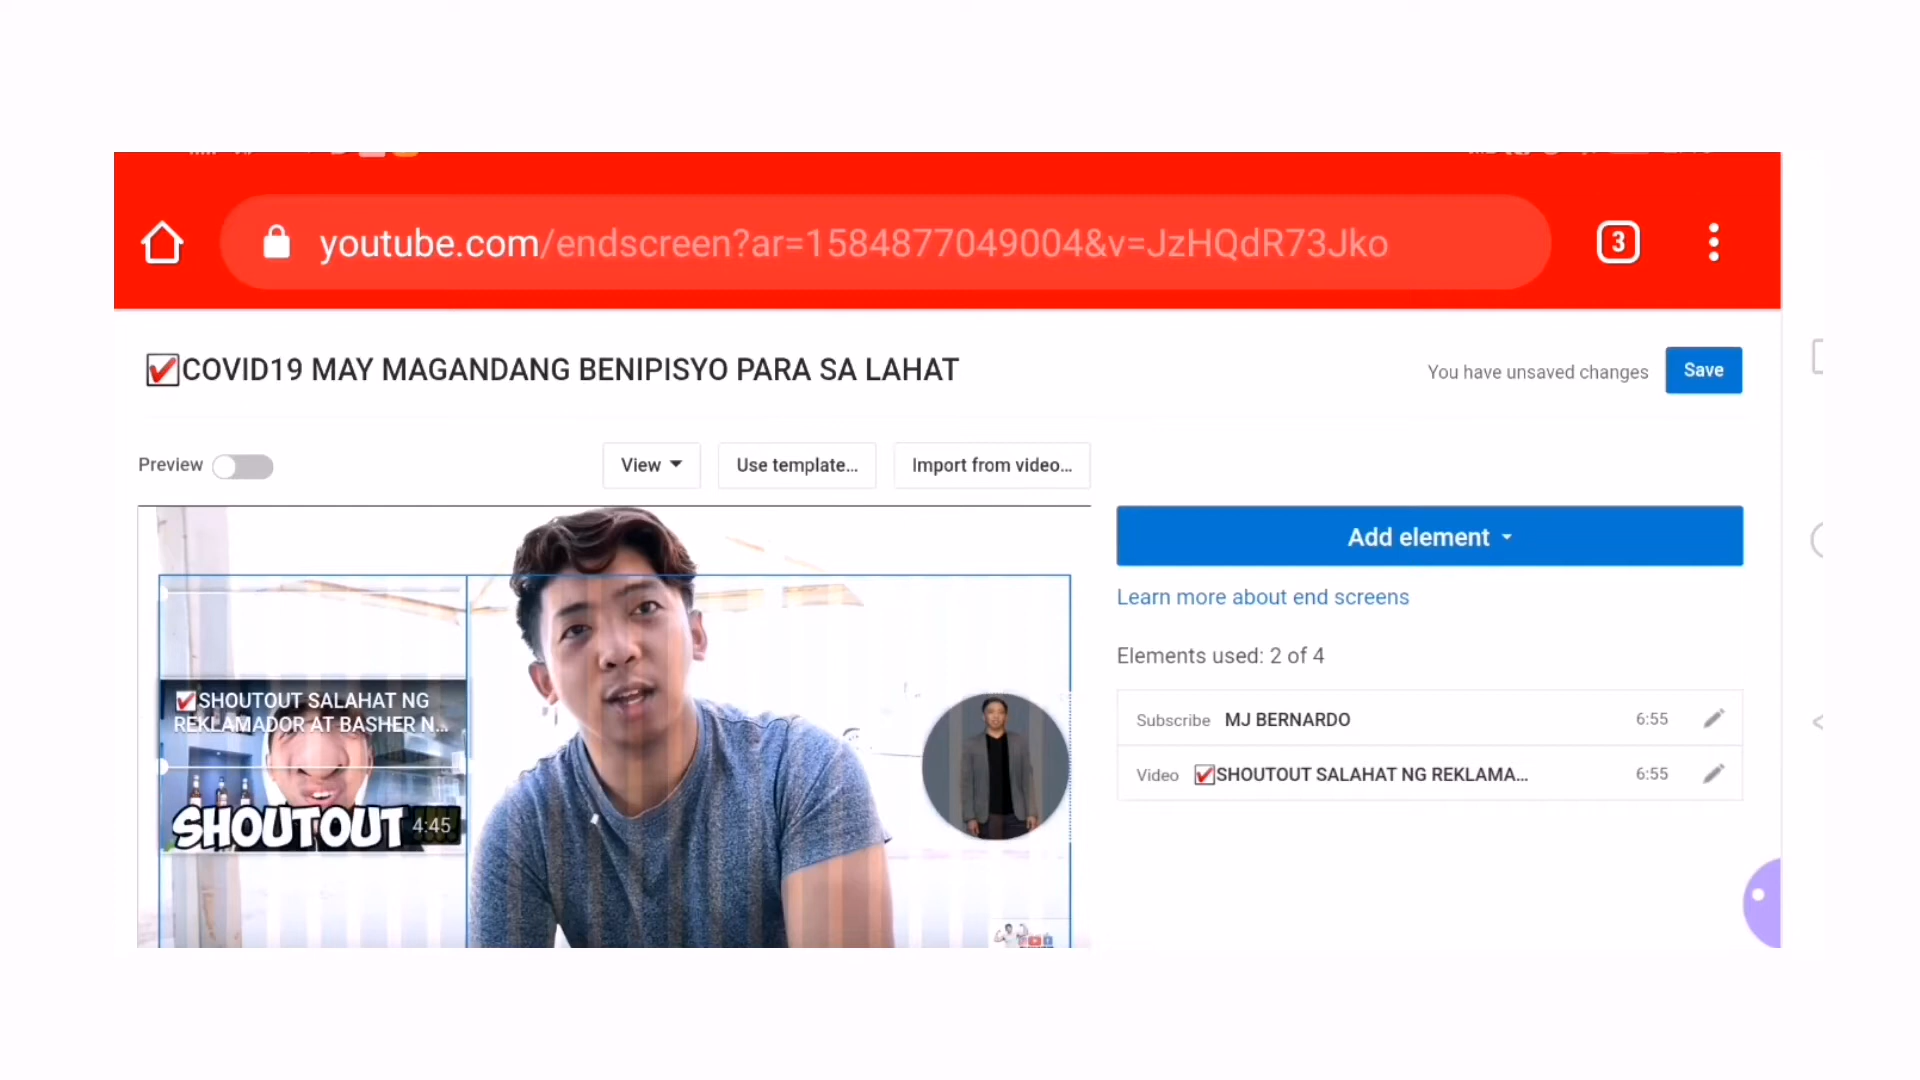 youtube.com/endscreen?ar=1584877049004&v=JzHQdR73Jko
3
COVID19 MAY MAGANDANG BENIPISYO PARA SA LAHAT
You have unsaved changes
Save
Preview
View
Use template...
Import from video...
Add element
Learn more about end screens
Elements used: 2 of 4
Subscribe MJ BERNARDO 6:55
Video SHOUTOUT SALAHAT NG REKLAMA... 6:55
SHOUTOUT SALAHAT NG
REKLAMADOR AT BASHER N...
SHOUTOUT 4:45